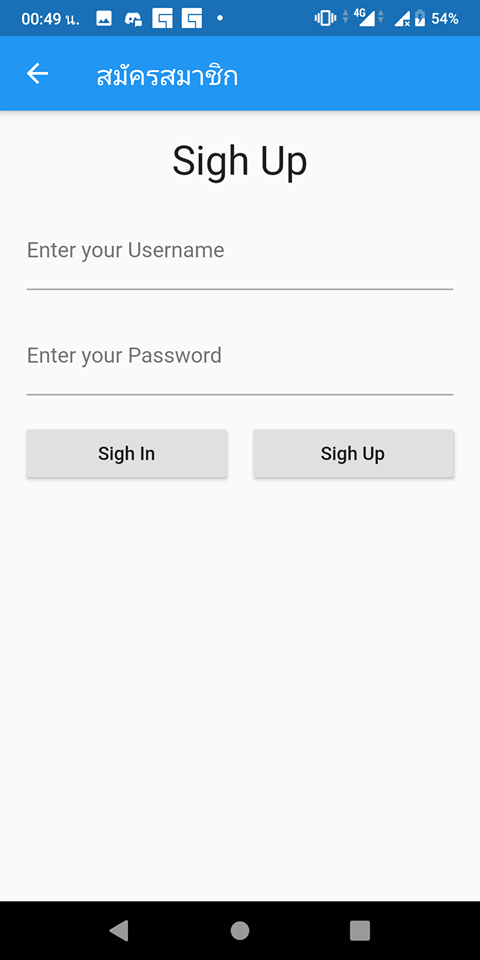 00:49 น. 4G 54%
สมัครสมาชิก
Sigh Up
Enter your Username
Enter your Password
Sigh In Sigh Up